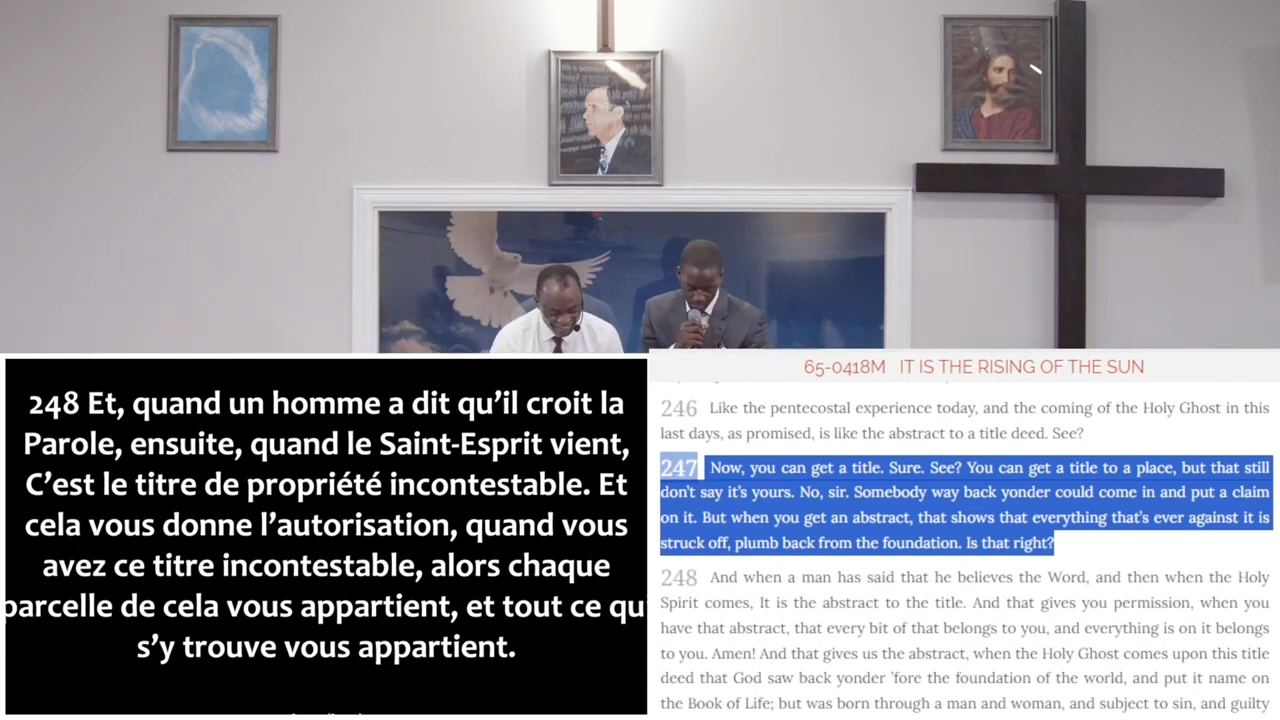 248 Et, quand un homme a dit qu’il croit la
Parole, ensuite, quand le Saint-Esprit vient,
C’est le titre de propriété incontestable. Et
cela vous donne l’autorisation, quand vous
avez ce titre incontestable, alors chaque
parcelle de cela vous appartient, et tout ce qui
s'y trouve vous appartient.
65-0418M IT IS THE RISING OF THE SUN
246 Like the pentecostal experience today, and the coming of the Holy Ghost in this
last days, as promised, is like the abstract to a title deed. See?
247 Now, you can get a title. Sure. See? You can get a title to a place, but that still
don’t say it’s yours. No, sir. Somebody way back yonder could come in and put a claim
on it. But when you get an abstract, that shows that everything that’s ever against it is
struck off, plumb back from the foundation. Is that right?
248 And when a man has said that he believes the Word, and then when the Holy
Spirit comes, It is the abstract to the title. And that gives you permission, when you
have that abstract, that every bit of that belongs to you, and everything is on it belongs
to you. Amen! And that gives us the abstract, when the Holy Ghost comes upon this title
deed that God saw back yonder ’fore the foundation of the world, and put it name on
the Book of Life; but was born through a man and woman, and subject to sin, and guilty